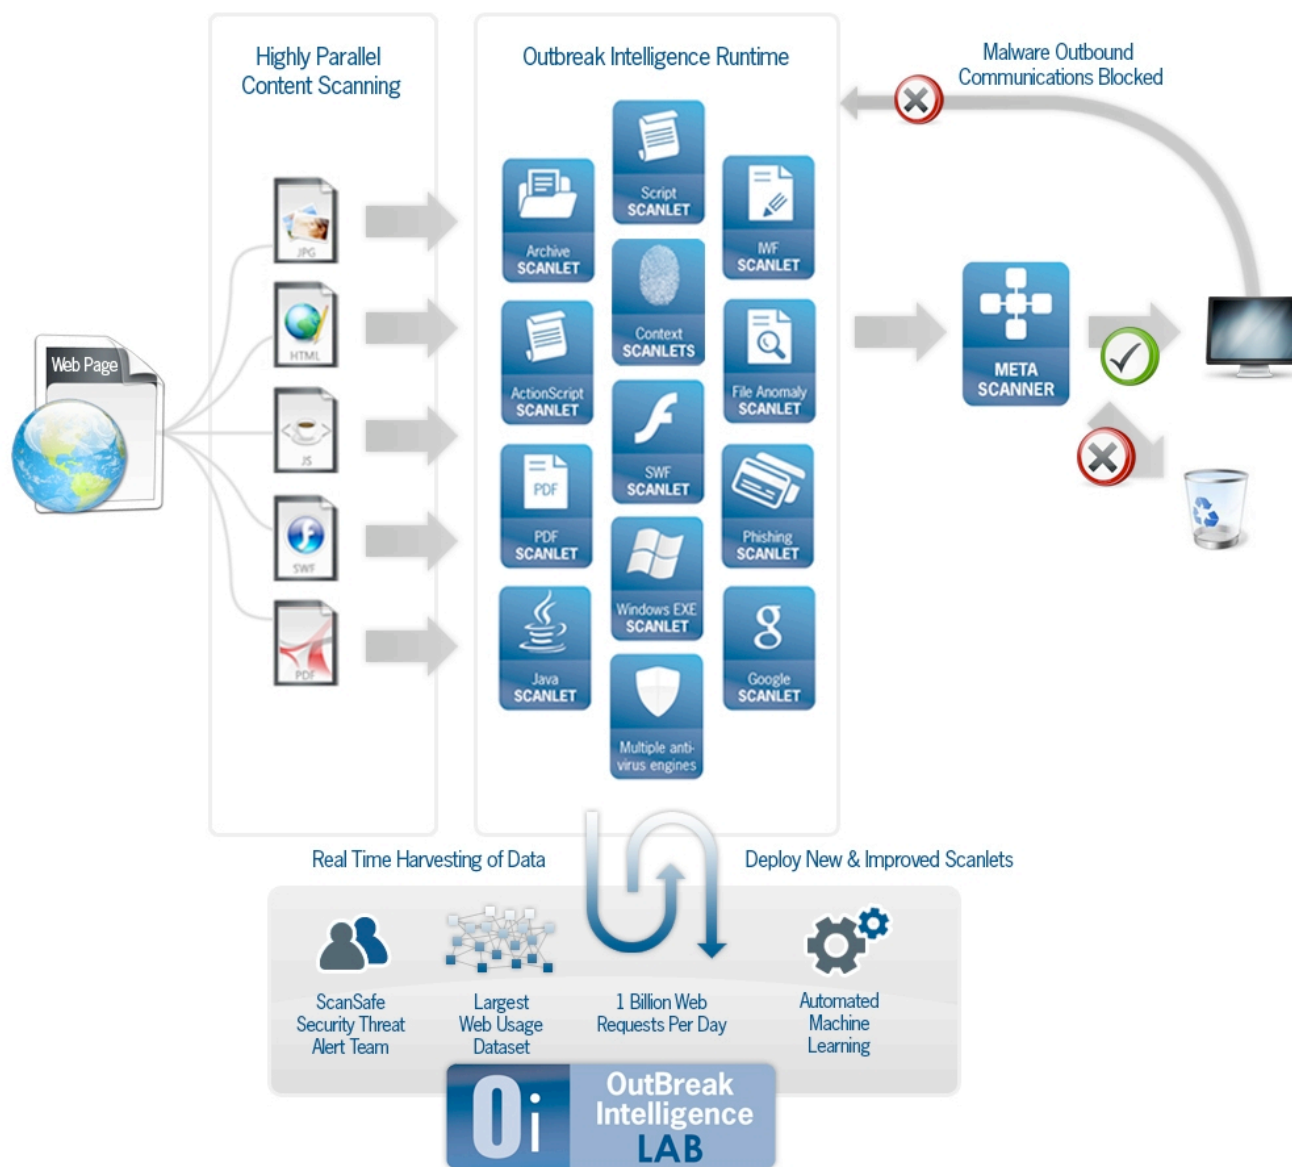 Highly Parallel
Content Scanning
Outbreak Intelligence Runtime
Malware Outbound
Communications Blocked
Web Page
JPG
HTML
JS
SWF
PDF
Script
SCANLET
Archive
SCANLET
IWF
SCANLET
Context
SCANLETS
ActionScript
SCANLET
File Anomaly
SCANLET
SWF
SCANLET
PDF
PDF
SCANLET
Phishing
SCANLET
Windows EXE
SCANLET
Java
SCANLET
g
Google
SCANLET
Multiple anti-
virus engines
META
SCANNER
Real Time Harvesting of Data
Deploy New & Improved Scanlets
ScanSafe
Security Threat
Alert Team
Largest
Web Usage
Dataset
1 Billion Web
Requests Per Day
Automated
Machine
Learning
Oi
OutBreak
Intelligence
LAB